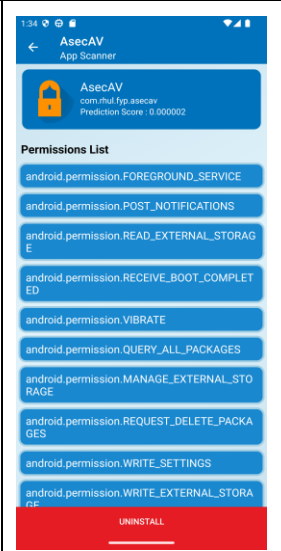 1:34
AsecAV
App Scanner
AsecAV
com.rhul.fyp.asecav
Prediction Score : 0.000002
Permissions List
android.permission.FOREGROUND_SERVICE
android.permission.POST_NOTIFICATIONS
android.permission.READ_EXTERNAL_STORAG
E
android.permission.RECEIVE_BOOT_COMPLET
ED
android.permission.VIBRATE
android.permission.QUERY_ALL_PACKAGES
android.permission.MANAGE_EXTERNAL_STO
RAGE
android.permission.REQUEST_DELETE_PACKA
GES
android.permission.WRITE_SETTINGS
android.permission.WRITE_EXTERNAL_STORA
GE
UNINSTALL